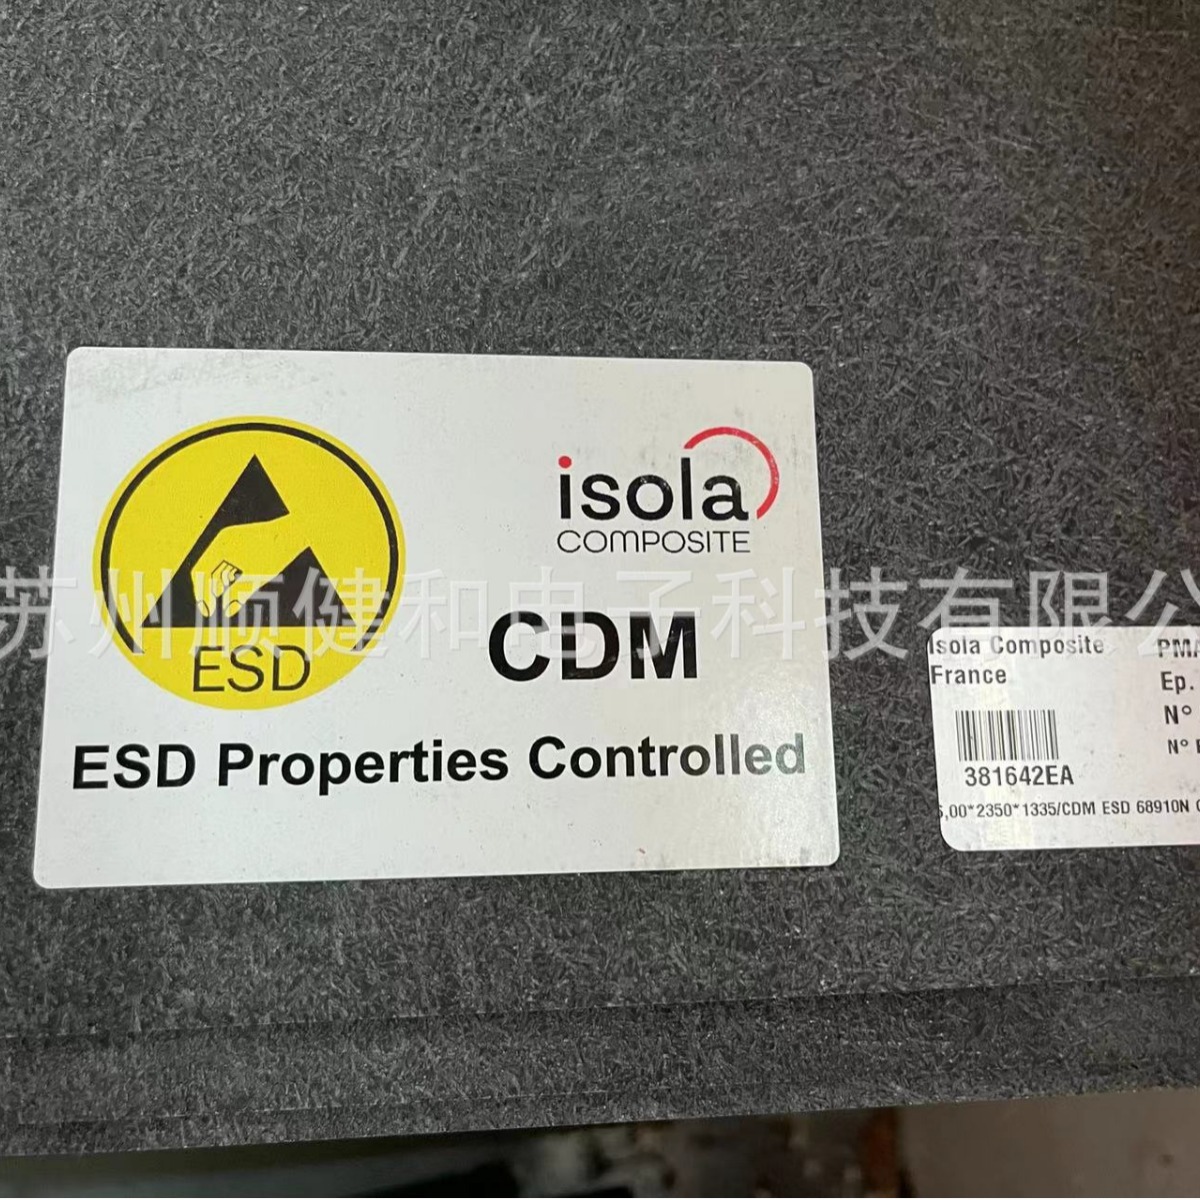 isola
COMPOSITE
ESD
CDM
ESD Properties Controlled
苏州顺健和电子科技有限公
Isola Composite
France
381642EA
,00*2350*1335/CDM ESD 68910N
Ep.
N°
N°